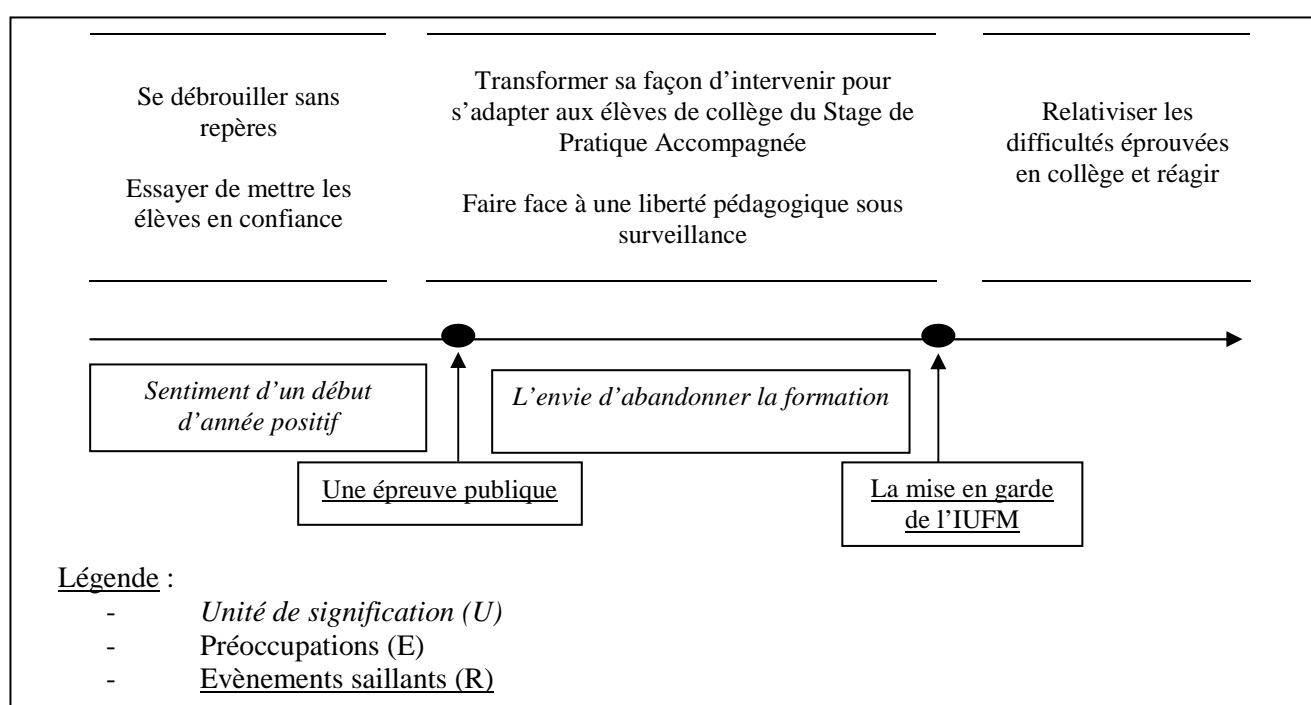 Se débrouiller sans
repères
Essayer de mettre les
élèves en confiance
Transformer sa façon d'intervenir pour
s'adapter aux élèves de collège du Stage de
Pratique Accompagnée
Faire face à une liberté pédagogique sous
surveillance
Relativiser les
difficultés éprouvées
en collège et réagir
Sentiment d'un début
d'année positif
L'envie d'abandonner la formation
Une épreuve publique
La mise en garde
de l'IUFM
Légende :
- Unité de signification (U)
- Préoccupations (E)
- Evènements saillants (R)